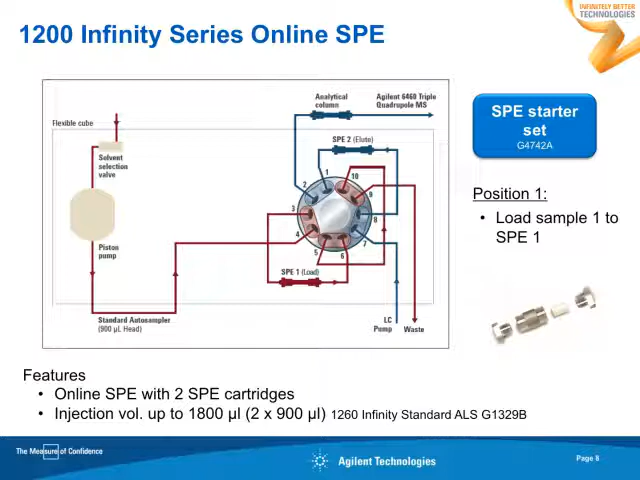 INFINITELY BETTER
TECHNOLOGIES
1200 Infinity Series Online SPE
Analytical
column
Agilent 6460 Triple
Quadrupole MS
Flexible cube
Solvent
selection
valve
Piston
pump
Standard Autosampler
(900 µL Head)
SPE 2 (Elute)
1
10
2
9
3
8
4
7
5
6
SPE 1 (Load)
LC
Pump
Waste
SPE starter
set
G4742A
Position 1:
• Load sample 1 to
SPE 1
Features
• Online SPE with 2 SPE cartridges
• Injection vol. up to 1800 µl (2 x 900 µl) 1260 Infinity Standard ALS G1329B
The Measure of Confidence
Agilent Technologies
Page 8